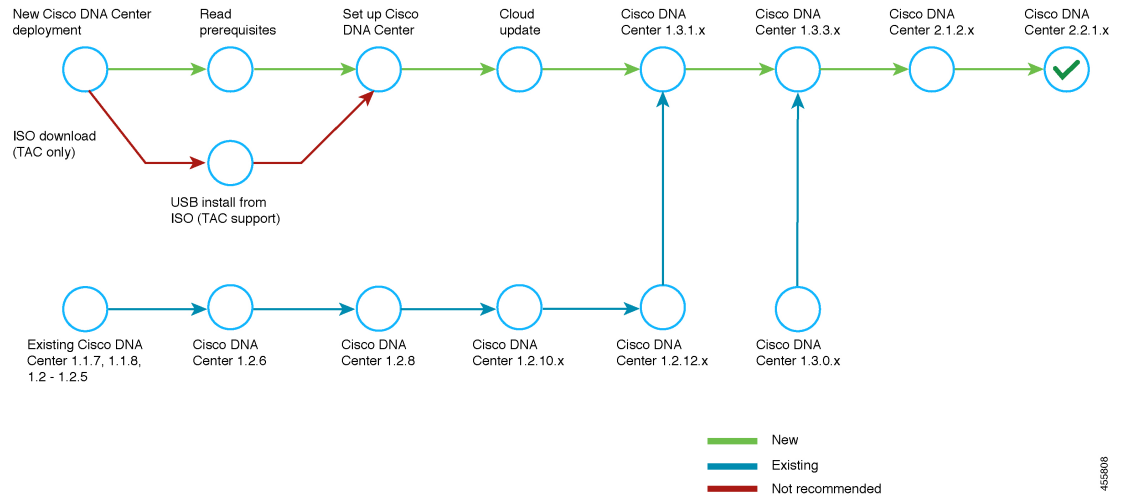 New Cisco DNA Center
deployment
Read
prerequisites
Set up Cisco
DNA Center
Cloud
update
Cisco DNA
Center 1.3.1.x
Cisco DNA
Center 1.3.3.x
Cisco DNA
Center 2.1.2.x
Cisco DNA
Center 2.2.1.x
ISO download
(TAC only)
USB install from
ISO (TAC support)
Existing Cisco DNA
Center 1.1.7, 1.1.8,
1.2 - 1.2.5
Cisco DNA
Center 1.2.6
Cisco DNA
Center 1.2.8
Cisco DNA
Center 1.2.10.x
Cisco DNA
Center 1.2.12.x
Cisco DNA
Center 1.3.0.x
New
Existing
Not recommended
455808